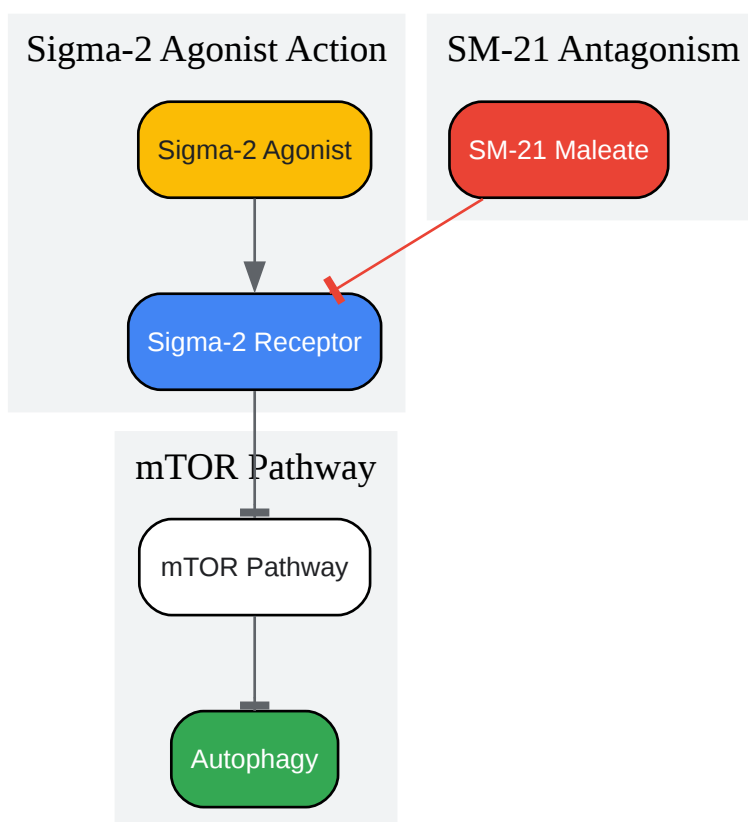 Sigma-2 Agonist Action
SM-21 Antagonism
Sigma-2 Agonist
SM-21 Maleate
Sigma-2 Receptor
mTOR Pathway
mTOR Pathway
Autophagy